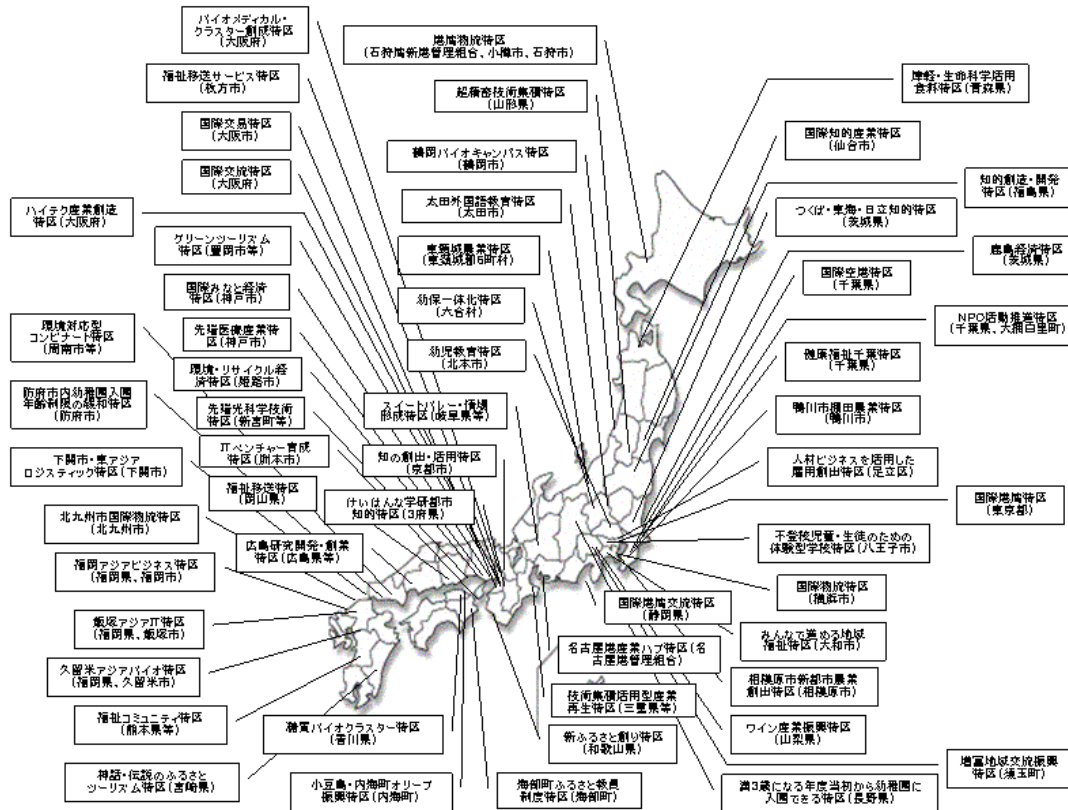 バイオメディカル・
クラスター創成特区
(大阪府)
港湾物流特区
(石狩湾新港管理組合、小樽市、石狩市)
福祉移送サービス特区
(枚方市)
超精密技術集積特区
(山形県)
津軽・生命科学活用
食料特区(青森県)
国際交易特区
(大阪市)
国際知的産業特区
(仙台市)
鶴岡バイオキャンパス特区
(鶴岡市)
国際交流特区
(大阪府)
知的創造・開発
特区(福島県)
太田外国語教育特区
(太田市)
つくば・東海・日立知的特区
(茨城県)
ハイテク産業創造
特区(大阪府)
グリーンツーリズム
特区(豊岡市等)
東頸城農業特区
(東頸城郡6町村)
鹿島経済特区
(茨城県)
国際空港特区
(千葉県)
国際みなと経済
特区(神戸市)
幼保一体化特区
(六合村)
環境対応型
コンビナート特区
(周南市等)
先端医療産業特
区(神戸市)
NPO活動推進特区
(千葉県、大網白里町)
幼児教育特区
(北本市)
健康福祉千葉特区
(千葉県)
環境・リサイクル経
済特区(姫路市)
防府市内幼稚園入園
年齢制限の緩和特区
(防府市)
スイートバレー・情場
形成特区(岐阜県等)
先端光科学技術
特区(新宮町等)
鴨川市棚田農業特区
(鴨川市)
ITベンチャー育成
特区(洲本市)
知の創出・活用特区
(京都市)
下関市・東アジア
ロジスティック特区(下関市)
人材ビジネスを活用した
雇用創出特区(足立区)
福祉移送特区
(岡山県)
けいはんな学研都市
知的特区(3府県)
国際港湾特区
(東京都)
北九州市国際物流特区
(北九州市)
広島研究開発・創業
特区(広島県等)
不登校児童・生徒のための
体験型学校特区(八王子市)
福岡アジアビジネス特区
(福岡県、福岡市)
国際物流特区
(横浜市)
国際港湾交流特区
(静岡県)
飯塚アジアIT特区
(福岡県、飯塚市)
みんなで進める地域
福祉特区(大和市)
名古屋港産業ハブ特区(名
古屋港管理組合)
久留米アジアバイオ特区
(福岡県、久留米市)
相模原市新都市農業
創出特区(相模原市)
技術集積活用型産業
再生特区(三重県等)
福祉コミュニティ特区
(熊本県等)
糖質バイオクラスター特区
(香川県)
新ふるさと創り特区
(和歌山県)
ワイン産業振興特区
(山梨県)
神話・伝説のふるさと
ツーリズム特区(宮崎県)
小豆島・内海町オリーブ
振興特区(内海町)
海部町ふるさと教員
制度特区(海部町)
満3歳になる年度当初から幼稚園に
入園できる特区(長野県)
増富地域交流振興
特区(須玉町)